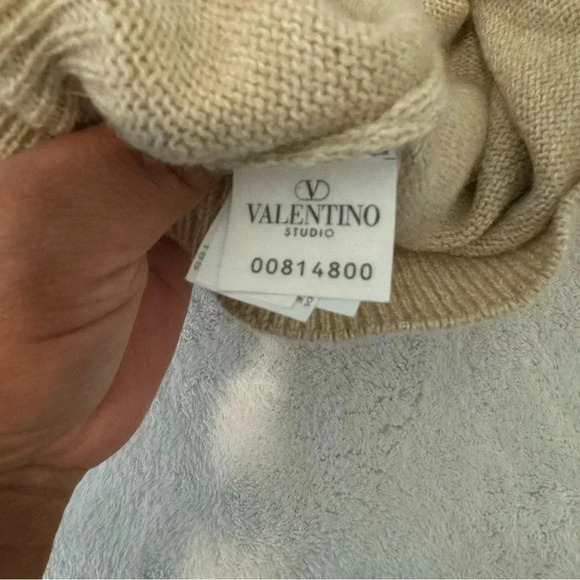 V
VALENTINO
STUDIO
00814800